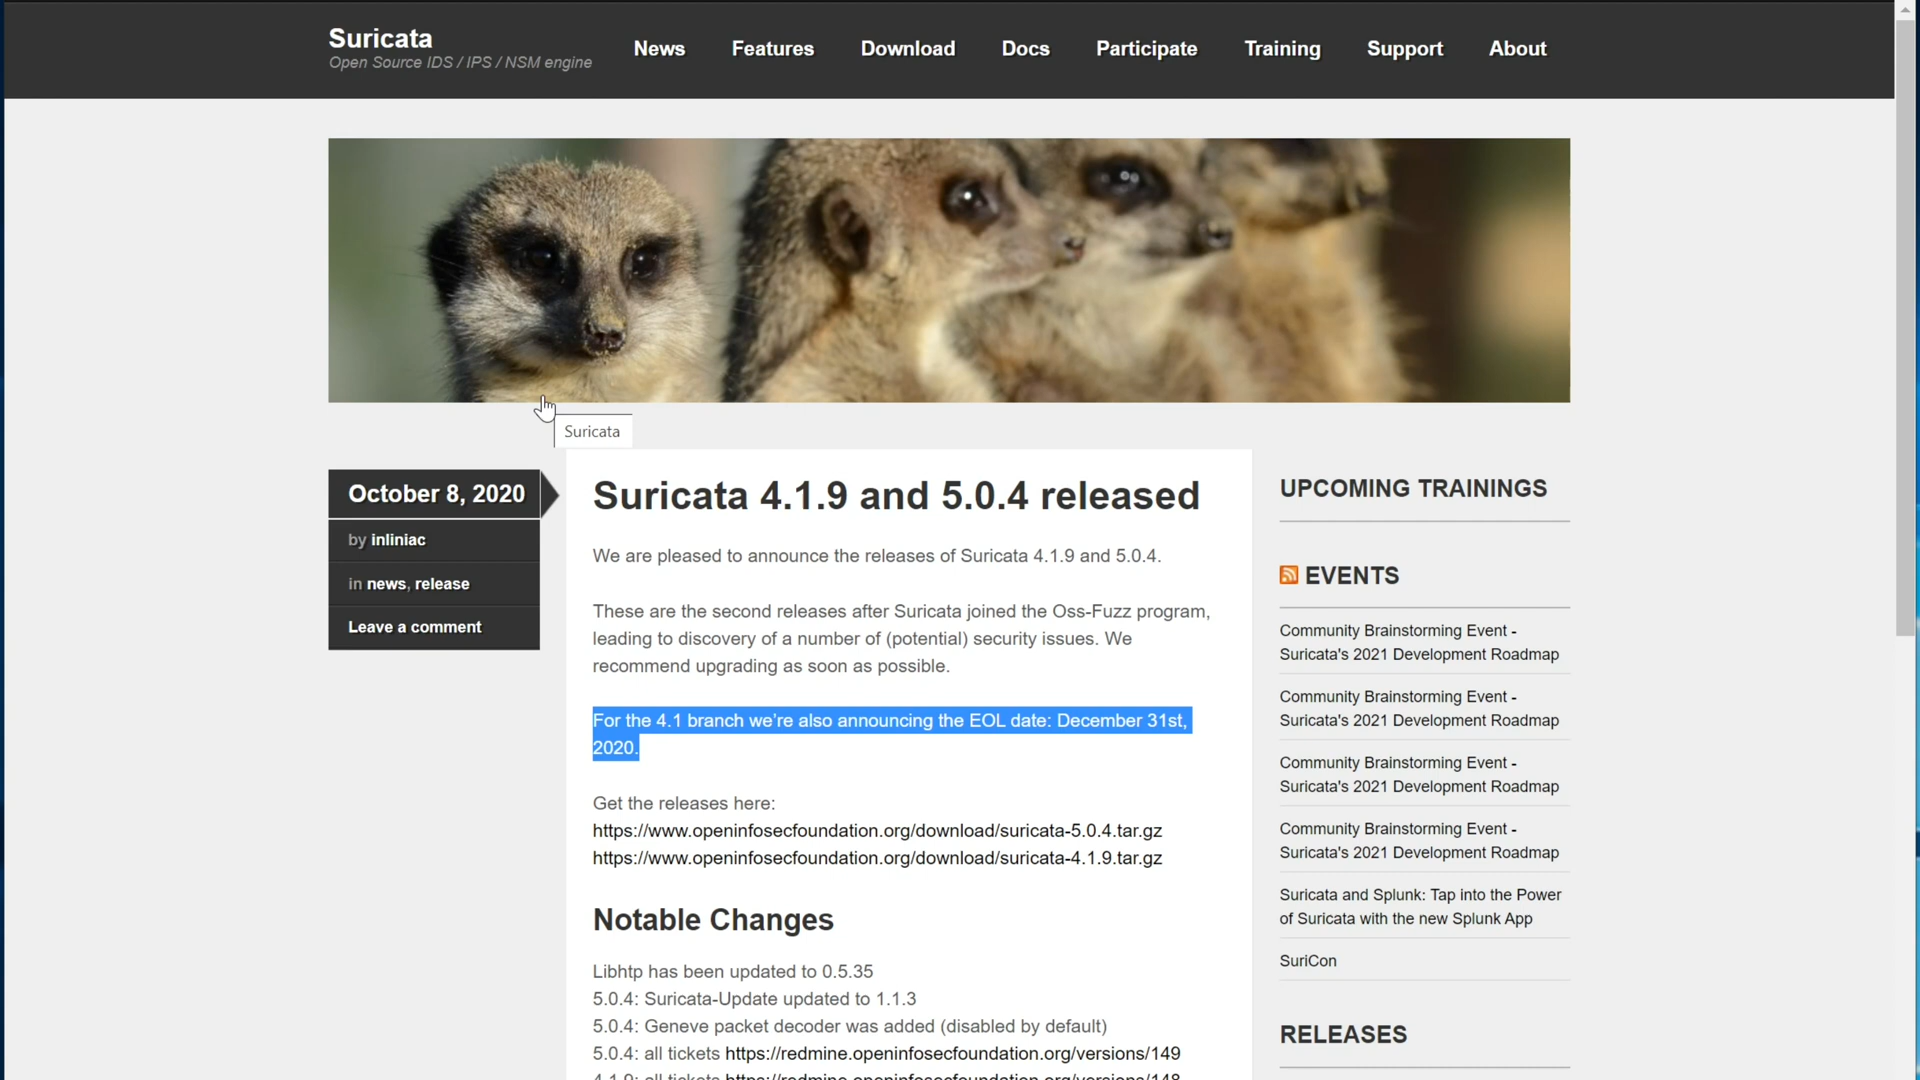 Suricata
Open Source IDS / IPS / NSM engine
News
Features
Download
Docs
Participate
Training
Support
About
Suricata
October 8, 2020
by inliniac
in news, release
Leave a comment
Suricata 4.1.9 and 5.0.4 released
We are pleased to announce the releases of Suricata 4.1.9 and 5.0.4.
These are the second releases after Suricata joined the Oss-Fuzz program,
leading to discovery of a number of (potential) security issues. We
recommend upgrading as soon as possible.
For the 4.1 branch we’re also announcing the EOL date: December 31st,
2020.
Get the releases here:
https://www.openinfosecfoundation.org/download/suricata-5.0.4.tar.gz
https://www.openinfosecfoundation.org/download/suricata-4.1.9.tar.gz
Notable Changes
Libhtp has been updated to 0.5.35
5.0.4: Suricata-Update updated to 1.1.3
5.0.4: Geneve packet decoder was added (disabled by default)
5.0.4: all tickets https://redmine.openinfosecfoundation.org/versions/149
4.1.9: all tickets https://redmine.openinfosecfoundation.org/versions/148
UPCOMING TRAININGS
EVENTS
Community Brainstorming Event -
Suricata's 2021 Development Roadmap
Community Brainstorming Event -
Suricata's 2021 Development Roadmap
Community Brainstorming Event -
Suricata's 2021 Development Roadmap
Community Brainstorming Event -
Suricata's 2021 Development Roadmap
Suricata and Splunk: Tap into the Power
of Suricata with the new Splunk App
SuriCon
RELEASES